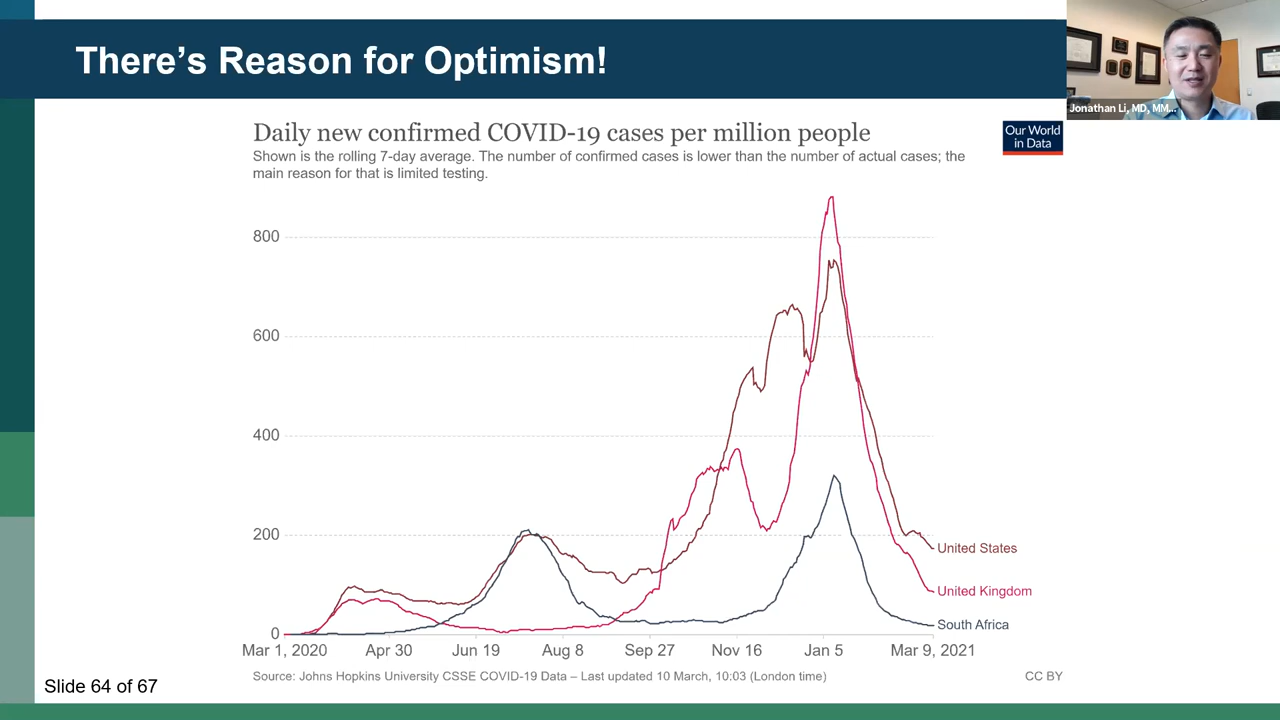 There's Reason for Optimism!
Jonathan Li, MD, MM...
Daily new confirmed COVID-19 cases per million people
Our World
in Data
Shown is the rolling 7-day average. The number of confirmed cases is lower than the number of actual cases; the
main reason for that is limited testing.
800
600
400
200
0
United States
United Kingdom
South Africa
Mar 1, 2020
Apr 30
Jun 19
Aug 8
Sep 27
Nov 16
Jan 5
Mar 9, 2021
Source: Johns Hopkins University CSSE COVID-19 Data – Last updated 10 March, 10:03 (London time)
CC BY
Slide 64 of 67